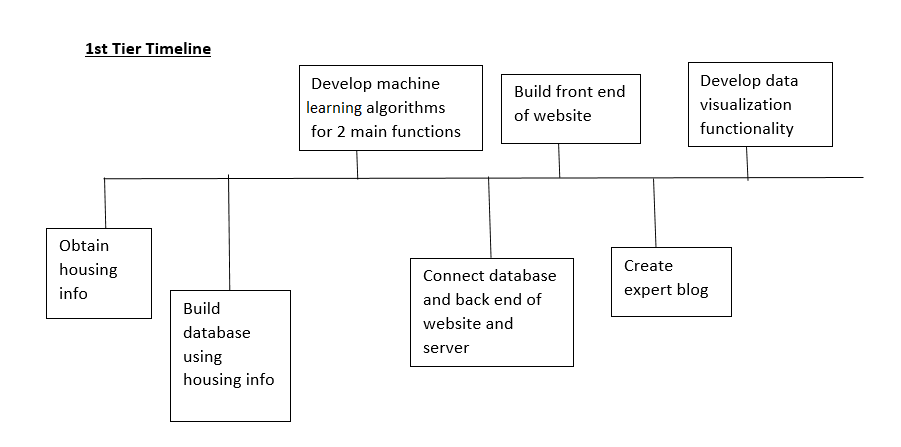 1st Tier Timeline
Develop machine
learning algorithms
for 2 main functions
Build front end
of website
Develop data
visualization
functionality
Obtain
housing
info
Build
database
using
housing info
Connect database
and back end of
website and
server
Create
expert blog